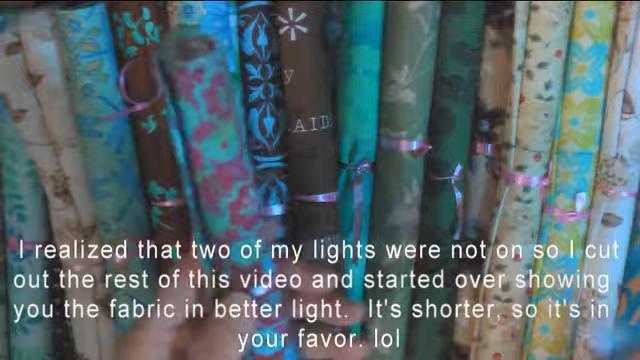 *
y
AID
I realized that two of my lights were not on so I cut
out the rest of this video and started over showing
you the fabric in better light.  It's shorter, so it's in
your favor. lol